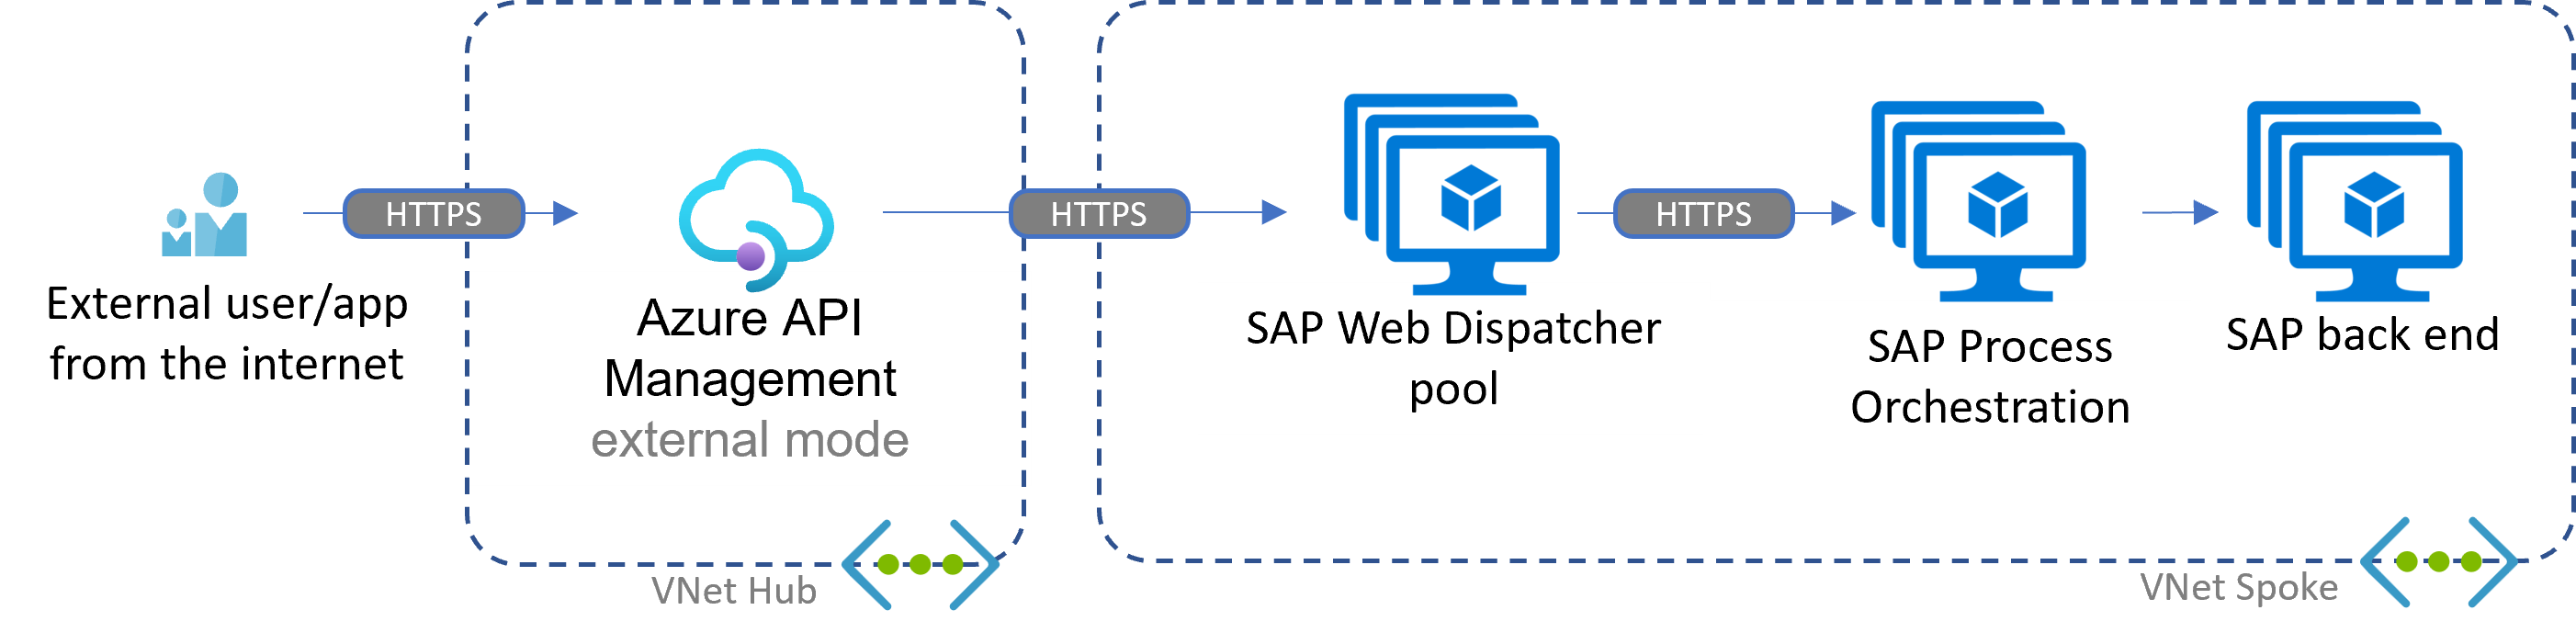 HTTPS
External user/app
from the internet
Azure API
Management
external mode
VNet Hub
HTTPS
SAP Web Dispatcher
pool
HTTPS
SAP Process
Orchestration
SAP back end
VNet Spoke